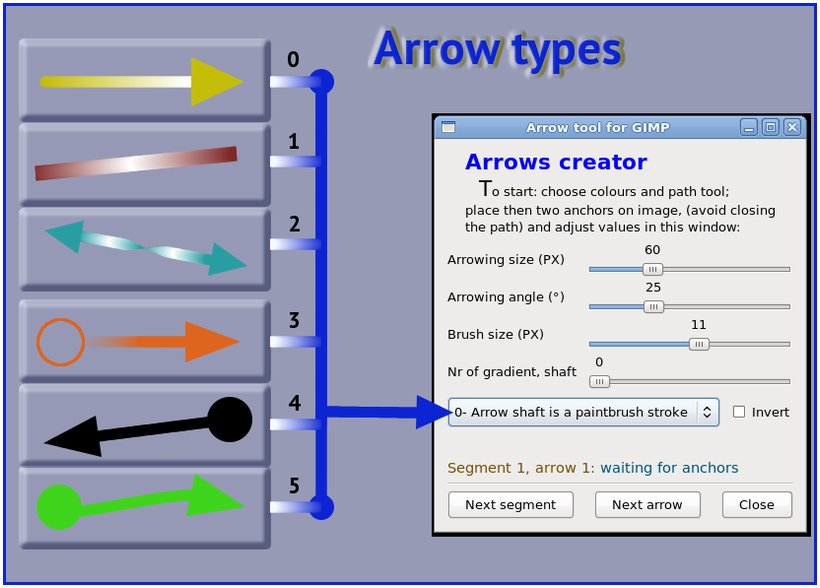 Arrow types
0
1
2
3
4
5
Arrow tool for GIMP
Arrows creator
To start: choose colours and path tool;
place then two anchors on image, (avoid closing
the path) and adjust values in this window:
60
Arrowing size (PX)
25
Arrowing angle (°)
11
Brush size (PX)
0
Nr of gradient, shaft
0- Arrow shaft is a paintbrush stroke
Invert
Segment 1, arrow 1: waiting for anchors
Next segment
Next arrow
Close